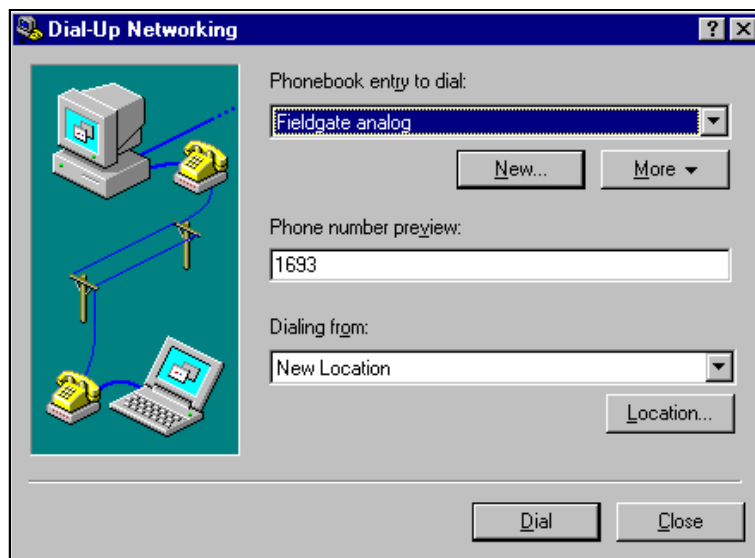 Dial-Up Networking
Phonebook entry to dial:
Fieldgate analog
New... More
Phone number preview:
1693
Dialing from:
New Location
Location...
Dial Close